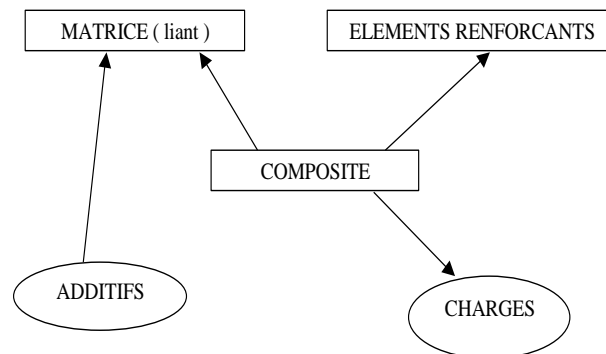 MATRICE ( liant )
ELEMENTS RENFORCANTS
COMPOSITE
ADDITIFS
CHARGES